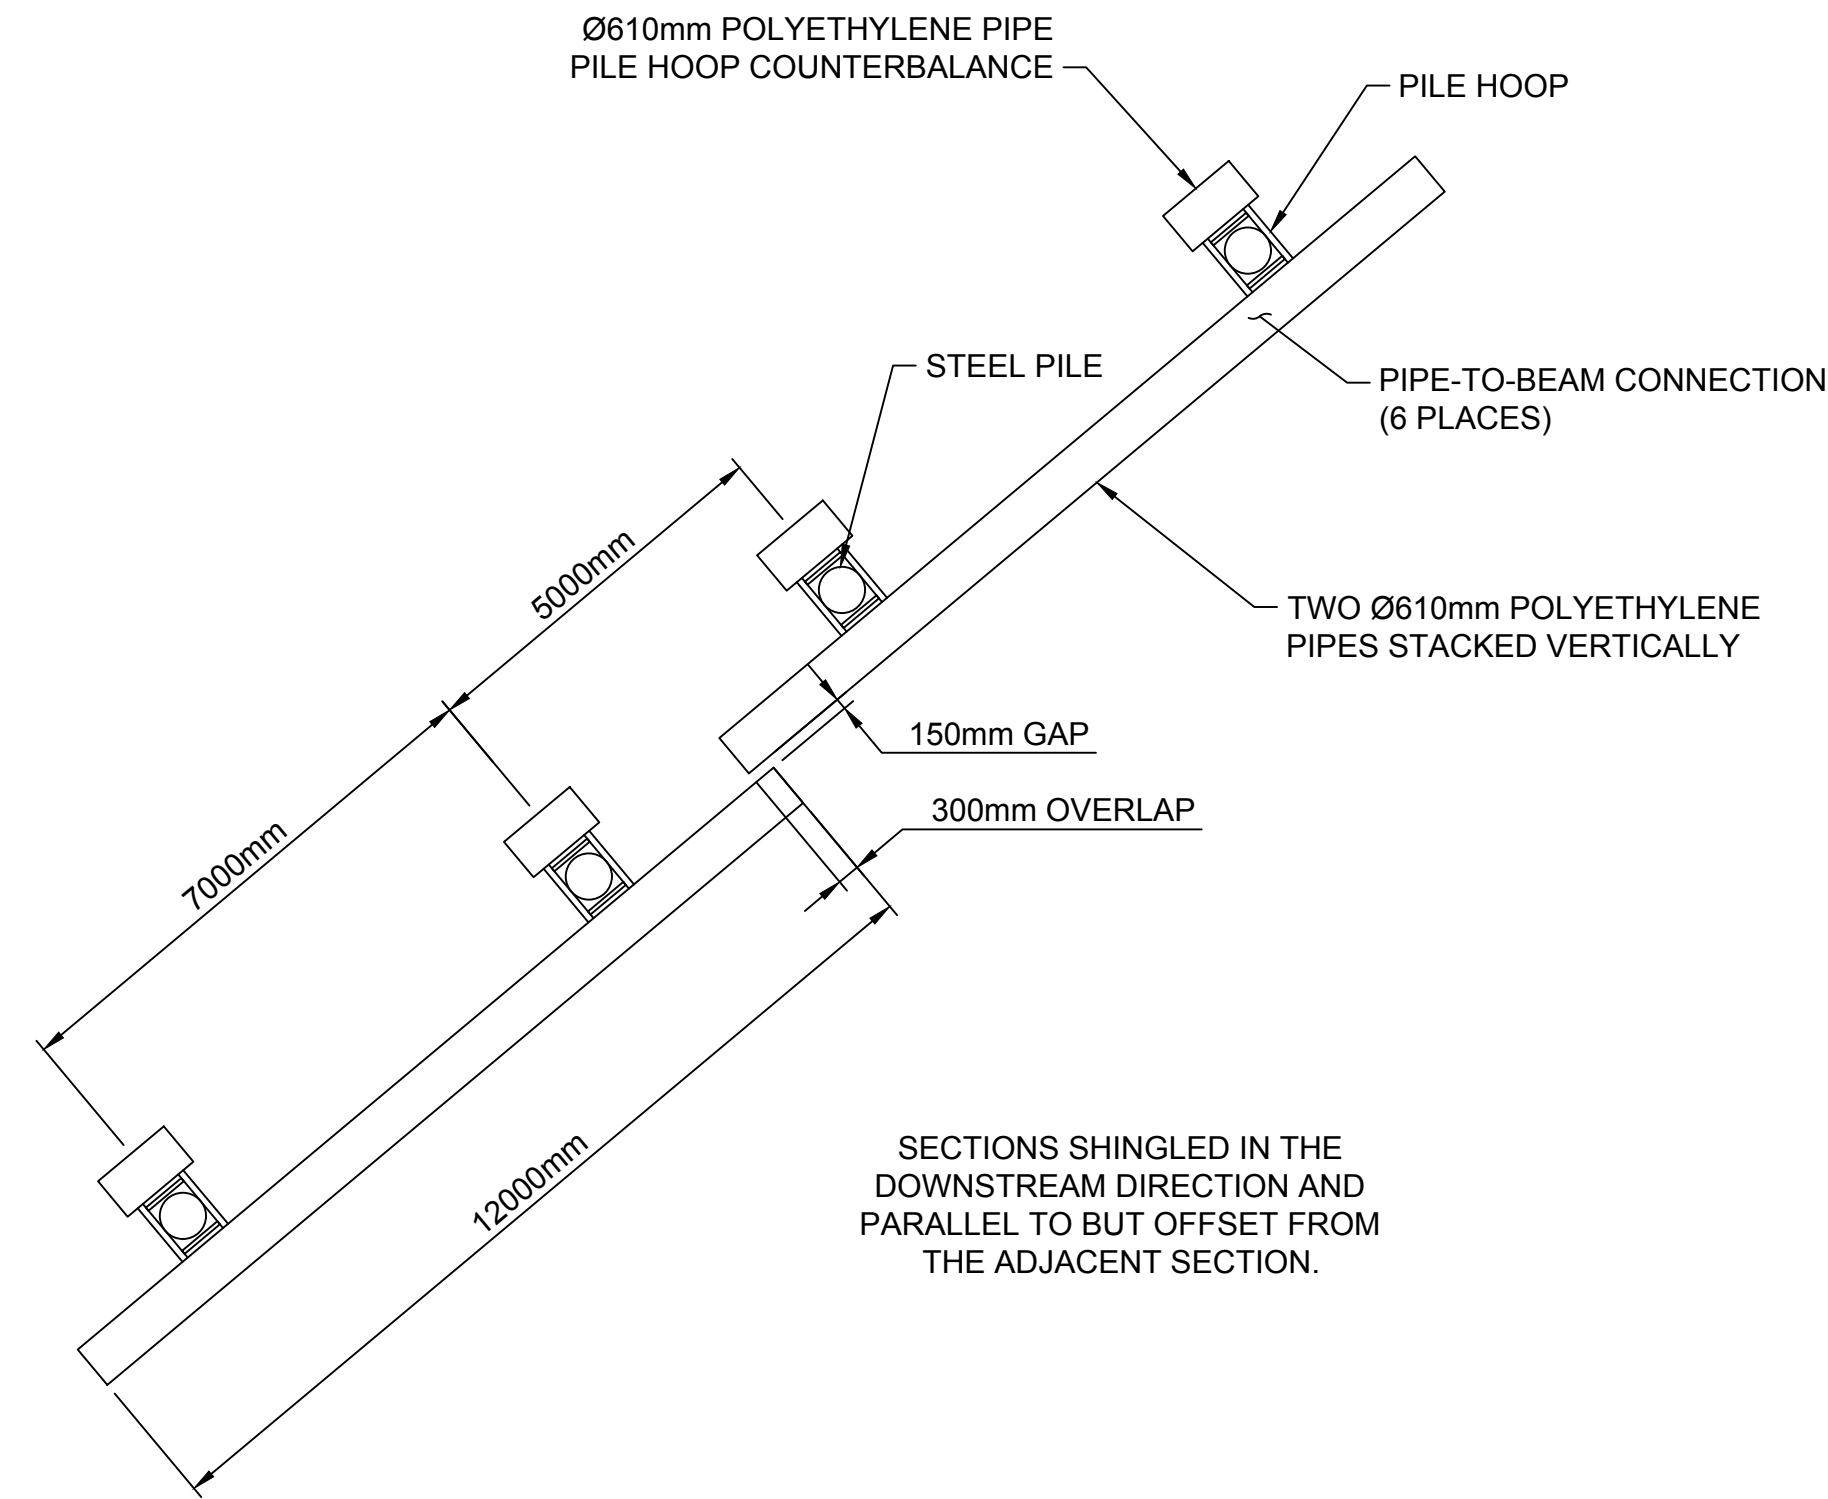 Ø610mm POLYETHYLENE PIPE
PILE HOOP COUNTERBALANCE
PILE HOOP
STEEL PILE
PIPE-TO-BEAM CONNECTION
(6 PLACES)
5000mm
TWO Ø610mm POLYETHYLENE
PIPES STACKED VERTICALLY
150mm GAP
300mm OVERLAP
7000mm
12000mm
SECTIONS SHINGLED IN THE
DOWNSTREAM DIRECTION AND
PARALLEL TO BUT OFFSET FROM
THE ADJACENT SECTION.